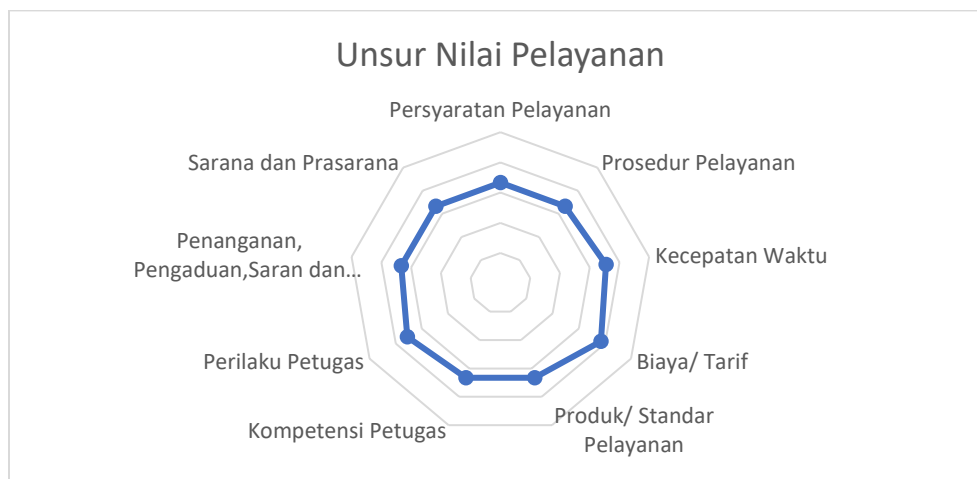 Unsur Nilai Pelayanan
Persyaratan Pelayanan
Prosedur Pelayanan
Kecepatan Waktu
Biaya/ Tarif
Produk/ Standar
Pelayanan
Kompetensi Petugas
Perilaku Petugas
Penanganan,
Pengaduan,Saran dan...
Sarana dan Prasarana